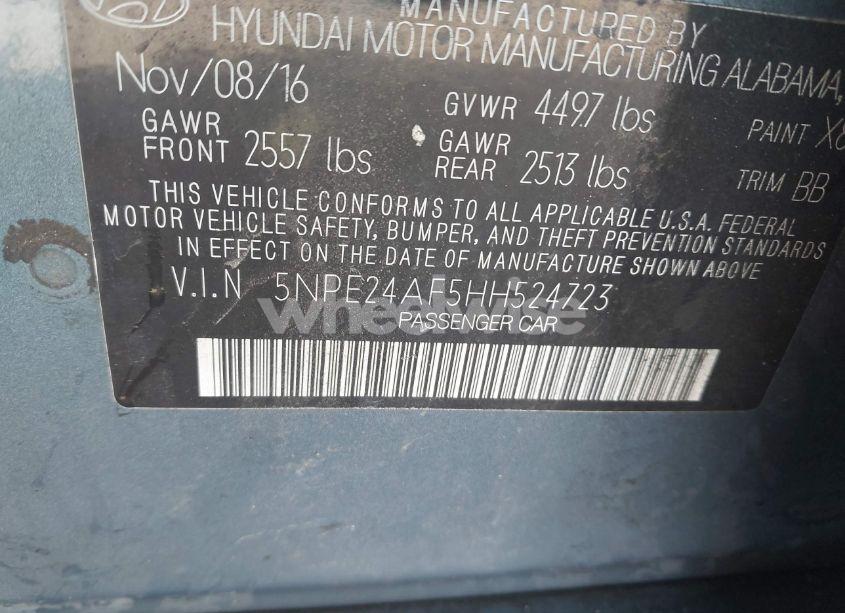 MANUFACTURED BY
HYUNDAI MOTOR MANUFACTURING ALABAMA,
Nov/08/16
GVWR 4497 lbs
PAINT X8
GAWR FRONT 2557 lbs
GAWR REAR 2513 lbs
TRIM BB
THIS VEHICLE CONFORMS TO ALL APPLICABLE U.S.A. FEDERAL
MOTOR VEHICLE SAFETY, BUMPER, AND THEFT PREVENTION STANDARDS
IN EFFECT ON THE DATE OF MANUFACTURE SHOWN ABOVE
V.I.N 5NPE24AF5HH524723
wheelwise
PASSENGER CAR